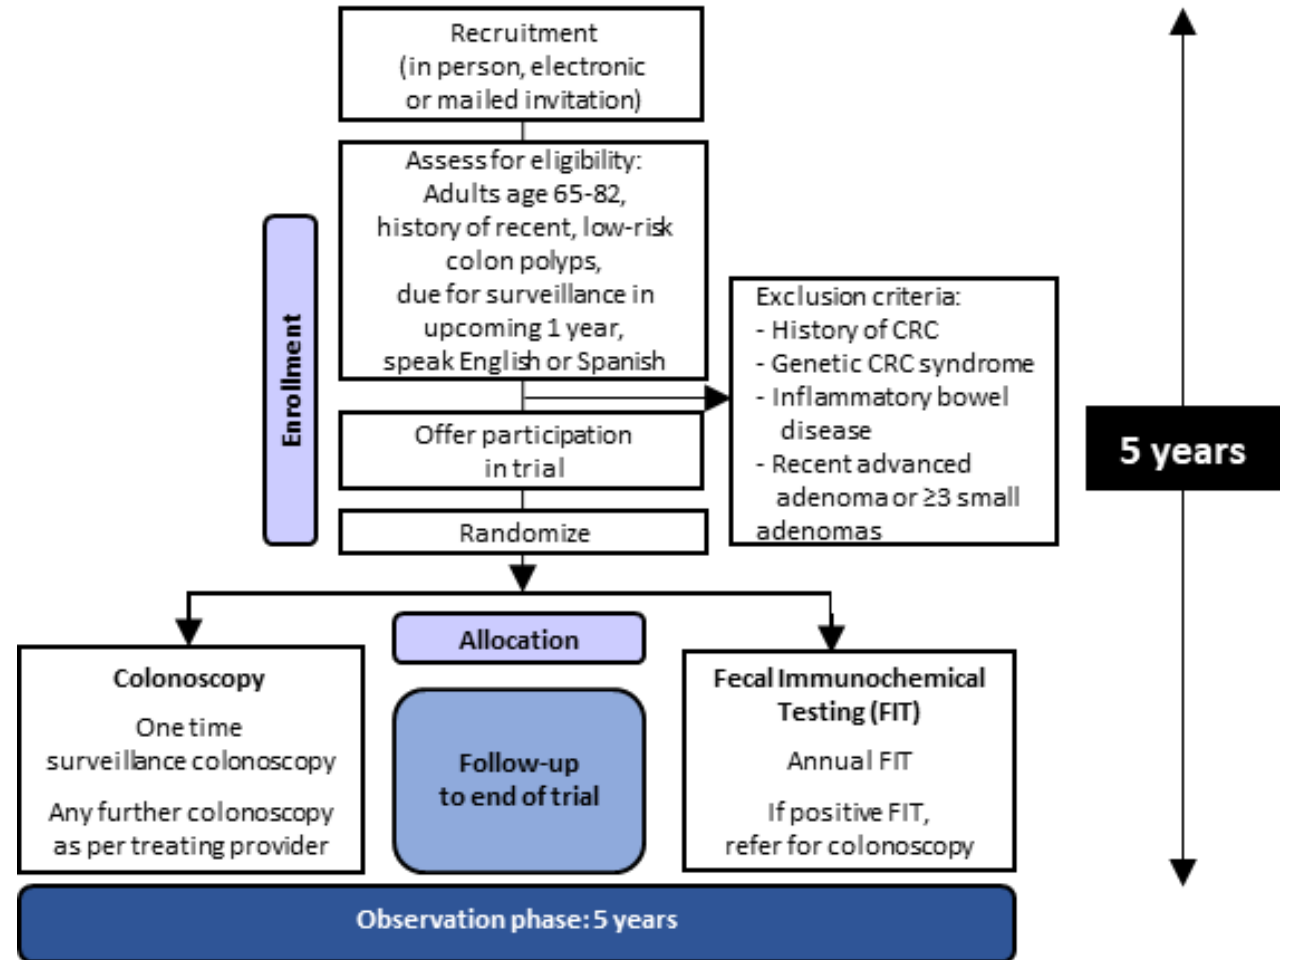 Recruitment
(in person, electronic
or mailed invitation)
Assess for eligibility:
Adults age 65-82,
history of recent, low-risk
colon polyps,
due for surveillance in
upcoming 1 year,
speak English or Spanish
Enrollment
Exclusion criteria:
- History of CRC
- Genetic CRC syndrome
- Inflammatory bowel
disease
- Recent advanced
adenoma or ≥3 small
adenomas
Offer participation
in trial
Randomize
5 years
Allocation
Colonoscopy
One time
surveillance colonoscopy
Any further colonoscopy
as per treating provider
Follow-up
to end of trial
Fecal Immunochemical
Testing (FIT)
Annual FIT
If positive FIT,
refer for colonoscopy
Observation phase: 5 years